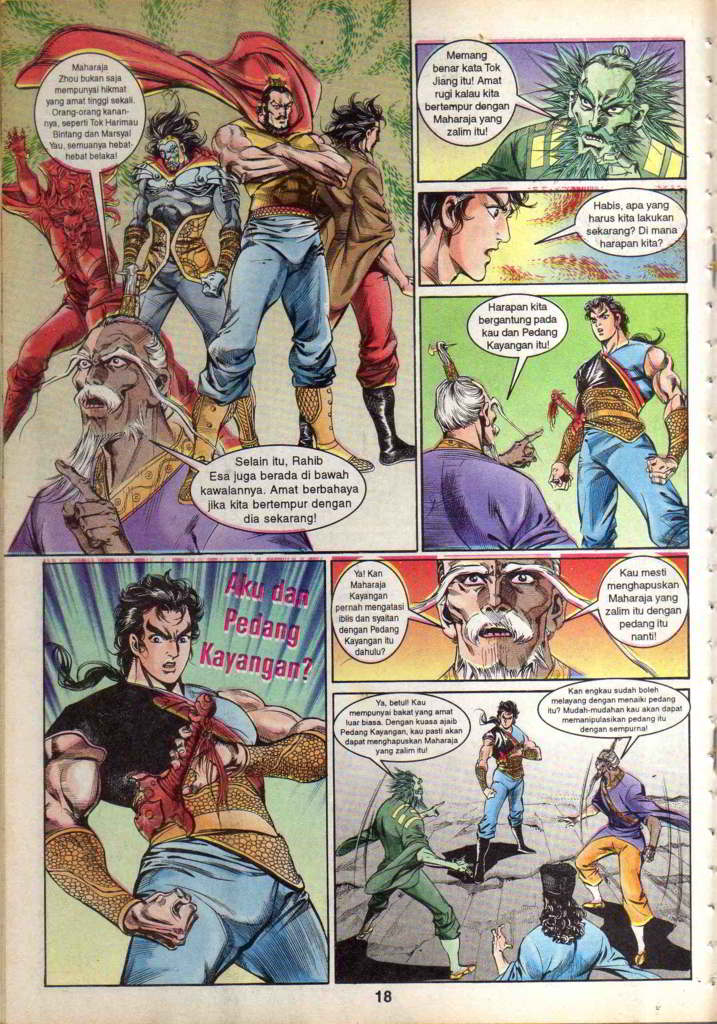 Maharaja
Zhou bukan saja
mempunyai hikmat
yang amat tinggi sekali.
Orang-orang kanan-
nya, seperti Tok Harimau
Bintang dan Marsyal
Yau, semuanya hebat-
hebat belaka!
Selain itu, Rahib
Esa juga berada di bawah
kawalannya. Amat berbahaya
jika kita bertempur dengan
dia sekarang!
Memang
benar kata Tok
Jiang itu! Amat
rugi kalau kita
bertempur dengan
Maharaja yang
zalim itu!
Habis, apa yang
harus kita lakukan
sekarang? Di mana
harapan kita?
Harapan kita
bergantung pada
kau dan Pedang
Kayangan itu!
Aku dan
Pedang
Kayangan?
Ya! Kan
Maharaja
Kayangan
pernah mengatasi
iblis dan syaitan
dengan Pedang
Kayangan itu
dahulu?
Kau mesti
menghapuskan
Maharaja yang
zalim itu dengan
pedang itu
nanti!
Ya, betul! Kau
mempunyai bakat yang amat
luar biasa. Dengan kuasa ajaib
Pedang Kayangan, kau pasti akan
dapat menghapuskan Maharaja
yang zalim itu!
Kan engkau sudah boleh
melayang dengan menaiki pedang
itu? Mudah-mudahan kau akan dapat
memanipulasikan pedang itu
dengan sempurna!
18